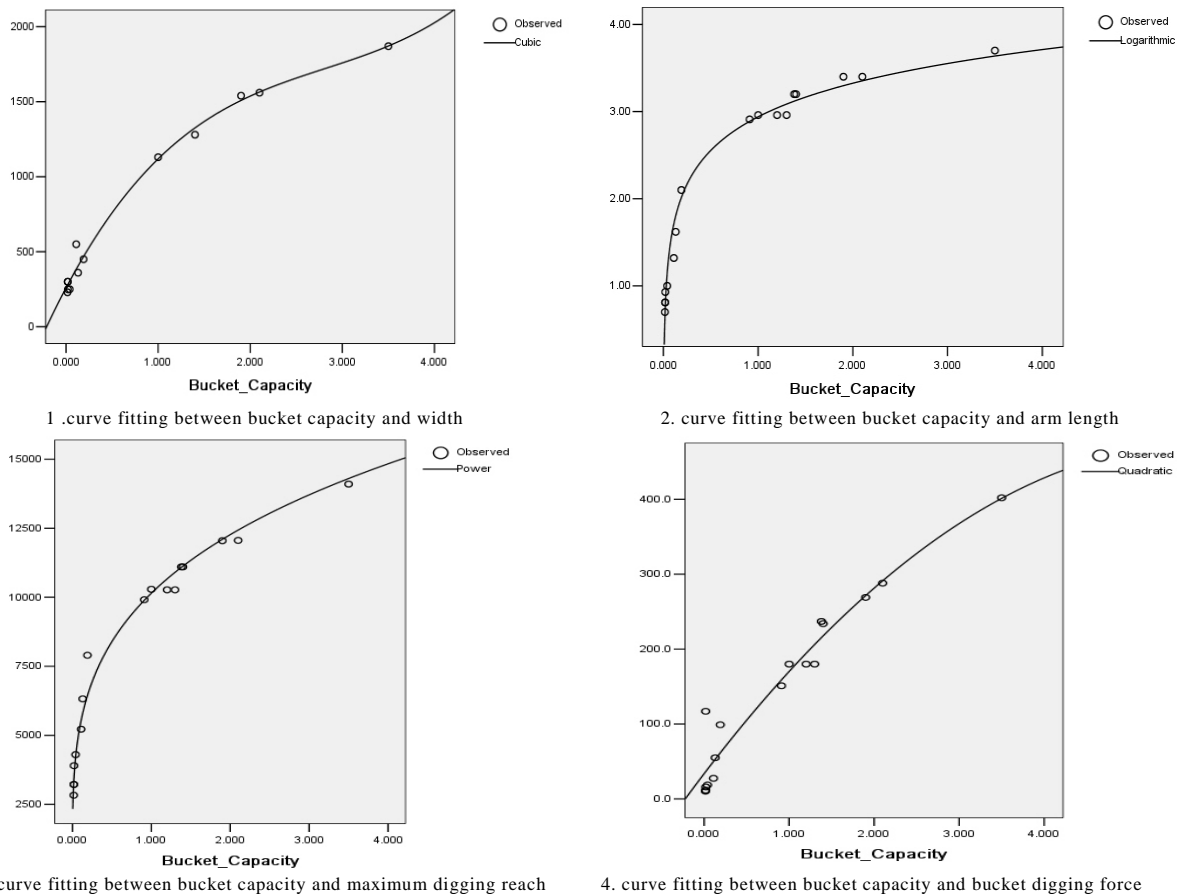 2000
1500
1000
500
0
0.000 1.000 2.000 3.000 4.000
Bucket_Capacity
Observed
Cubic
1 .curve fitting between bucket capacity and width
4.00
3.00
2.00
1.00
0.000 1.000 2.000 3.000 4.000
Bucket_Capacity
Observed
Logarithmic
2. curve fitting between bucket capacity and arm length
15000
12500
10000
7500
5000
2500
0.000 1.000 2.000 3.000 4.000
Bucket_Capacity
Observed
Power
curve fitting between bucket capacity and maximum digging reach
400.0
300.0
200.0
100.0
0.0
0.000 1.000 2.000 3.000 4.000
Bucket_Capacity
Observed
Quadratic
4. curve fitting between bucket capacity and bucket digging force